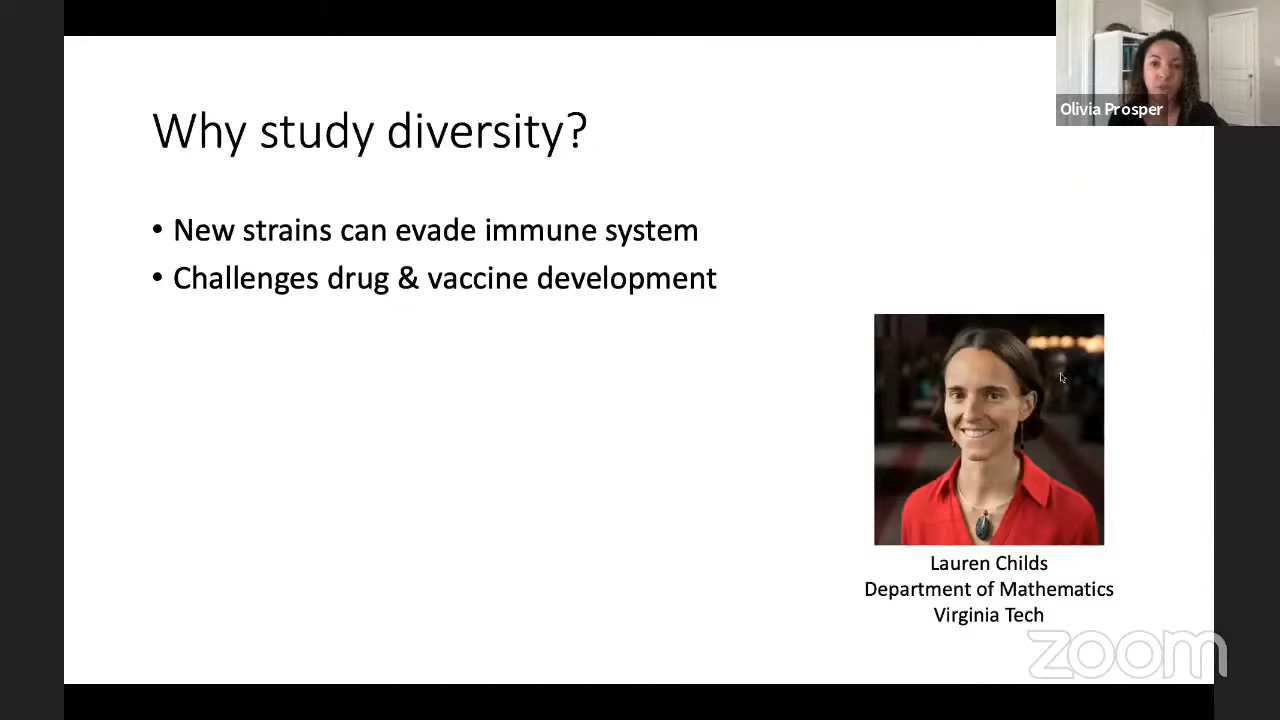 Olivia Prosper
Why study diversity?
• New strains can evade immune system
• Challenges drug & vaccine development
Lauren Childs
Department of Mathematics
Virginia Tech
zoom